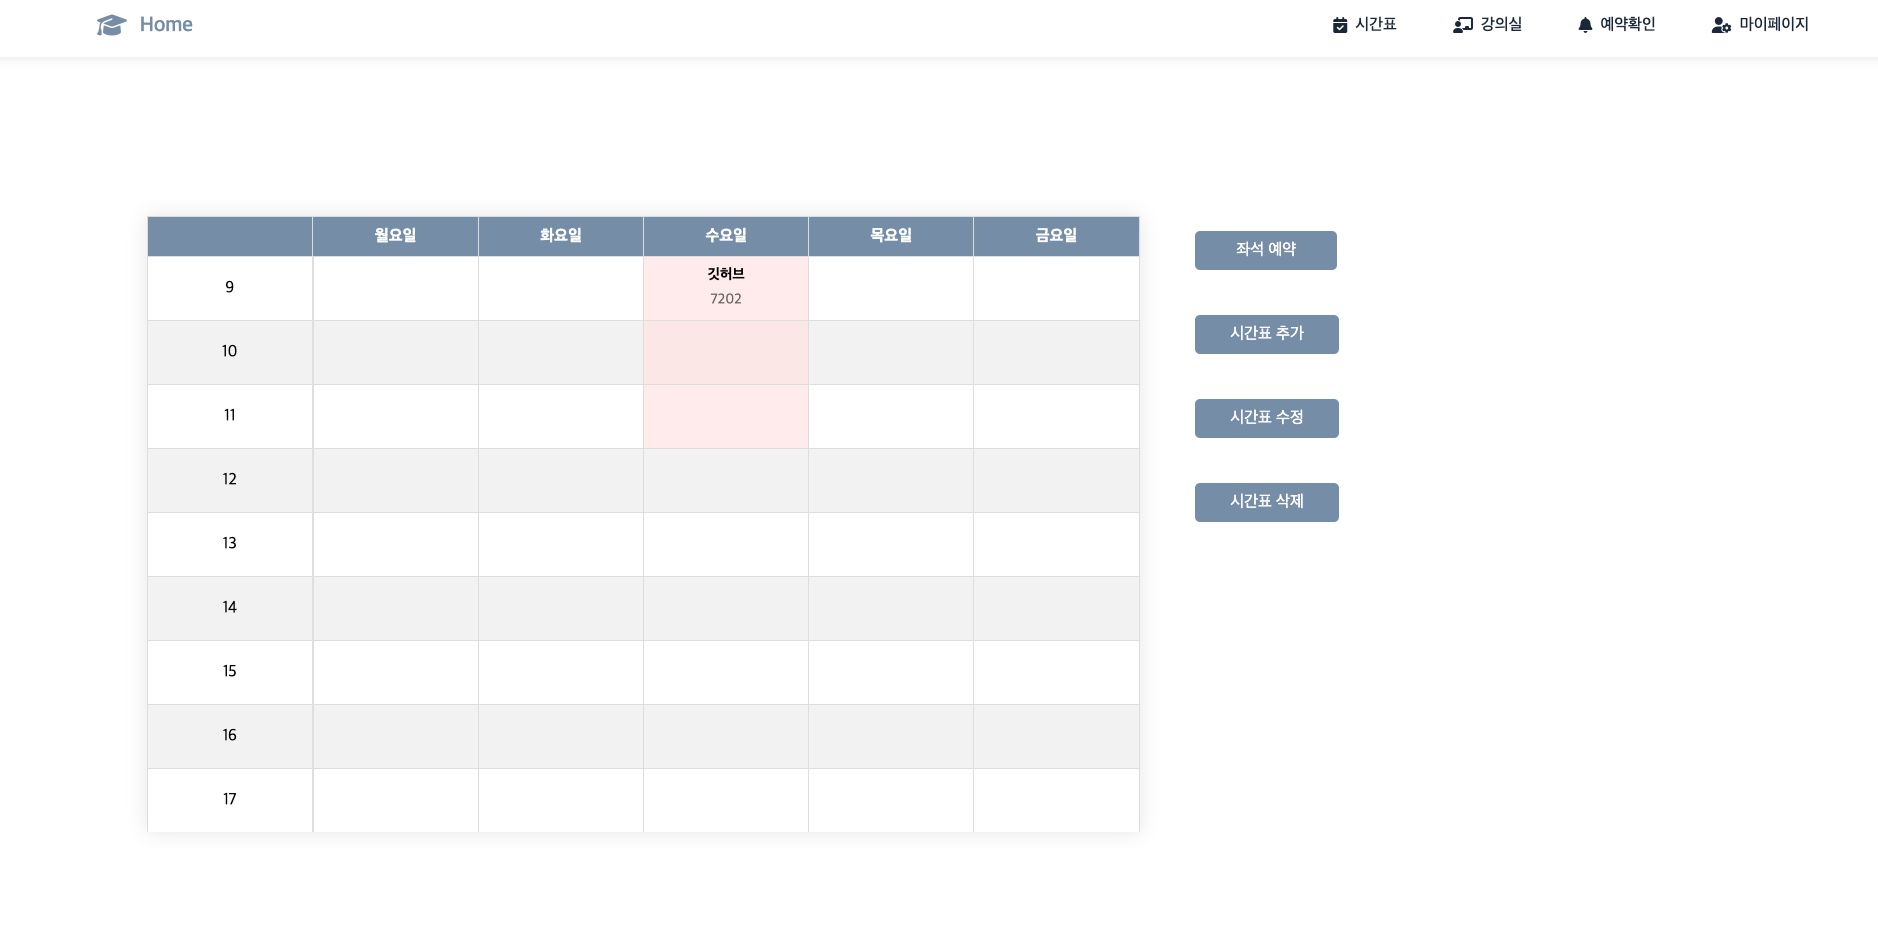 Home
시간표 강의실 예약확인 마이페이지
월요일 화요일 수요일 목요일 금요일
좌석 예약
9 깃허브
7202
시간표 추가
10
11
시간표 수정
12
시간표 삭제
13
14
15
16
17